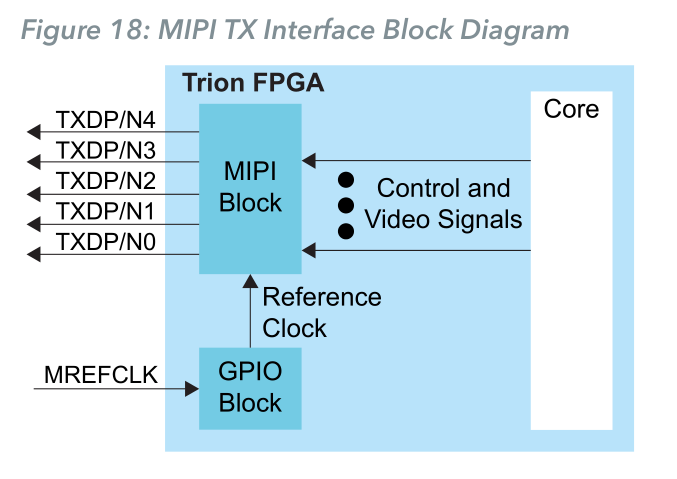 Figure 18: MIPI TX Interface Block Diagram
Trion FPGA
TXDP/N4
TXDP/N3
TXDP/N2
TXDP/N1
TXDP/N0
MIPI
Block
Control and
Video Signals
Core
Reference
Clock
MREFCLK
GPIO
Block